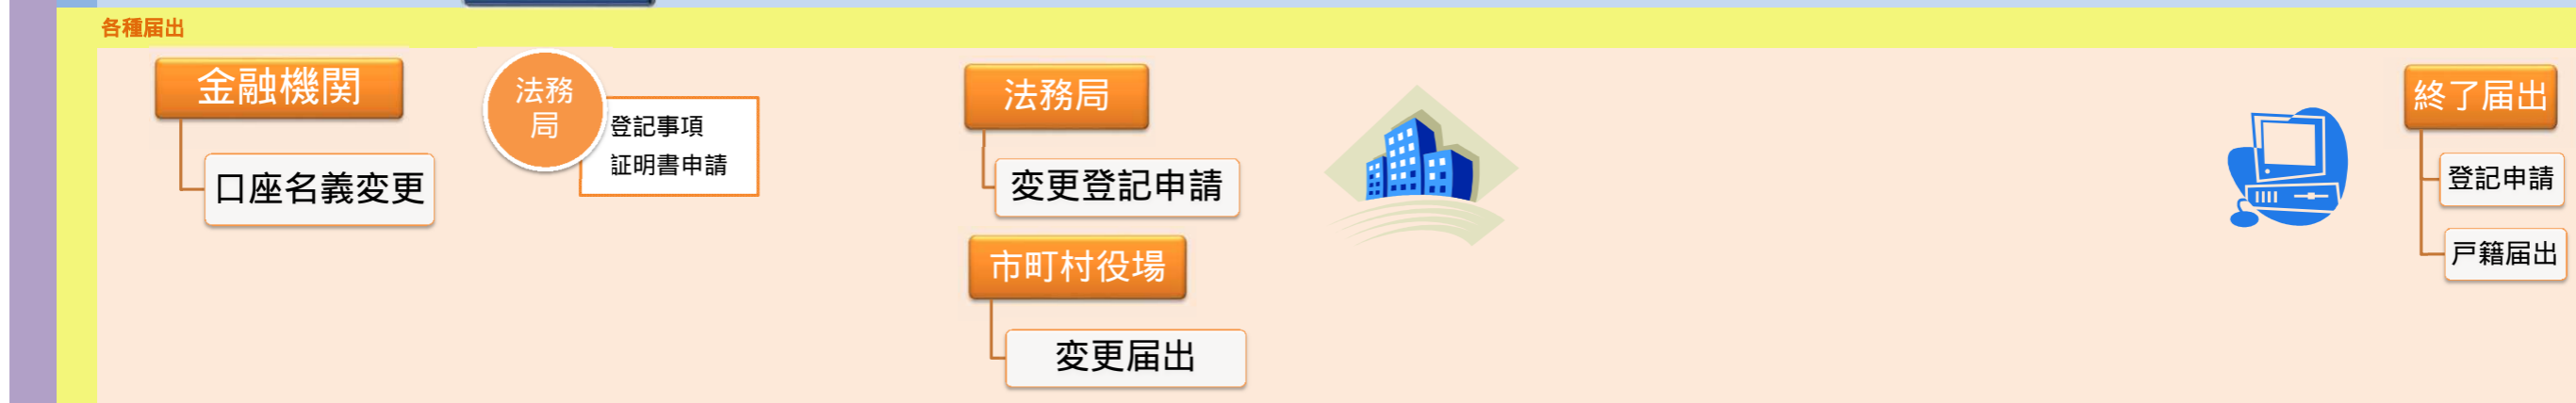 各種届出
金融機関
口座名義変更
法務
局
登記事項
証明書申請
法務局
変更登記申請
市町村役場
変更届出
終了届出
登記申請
戸籍届出